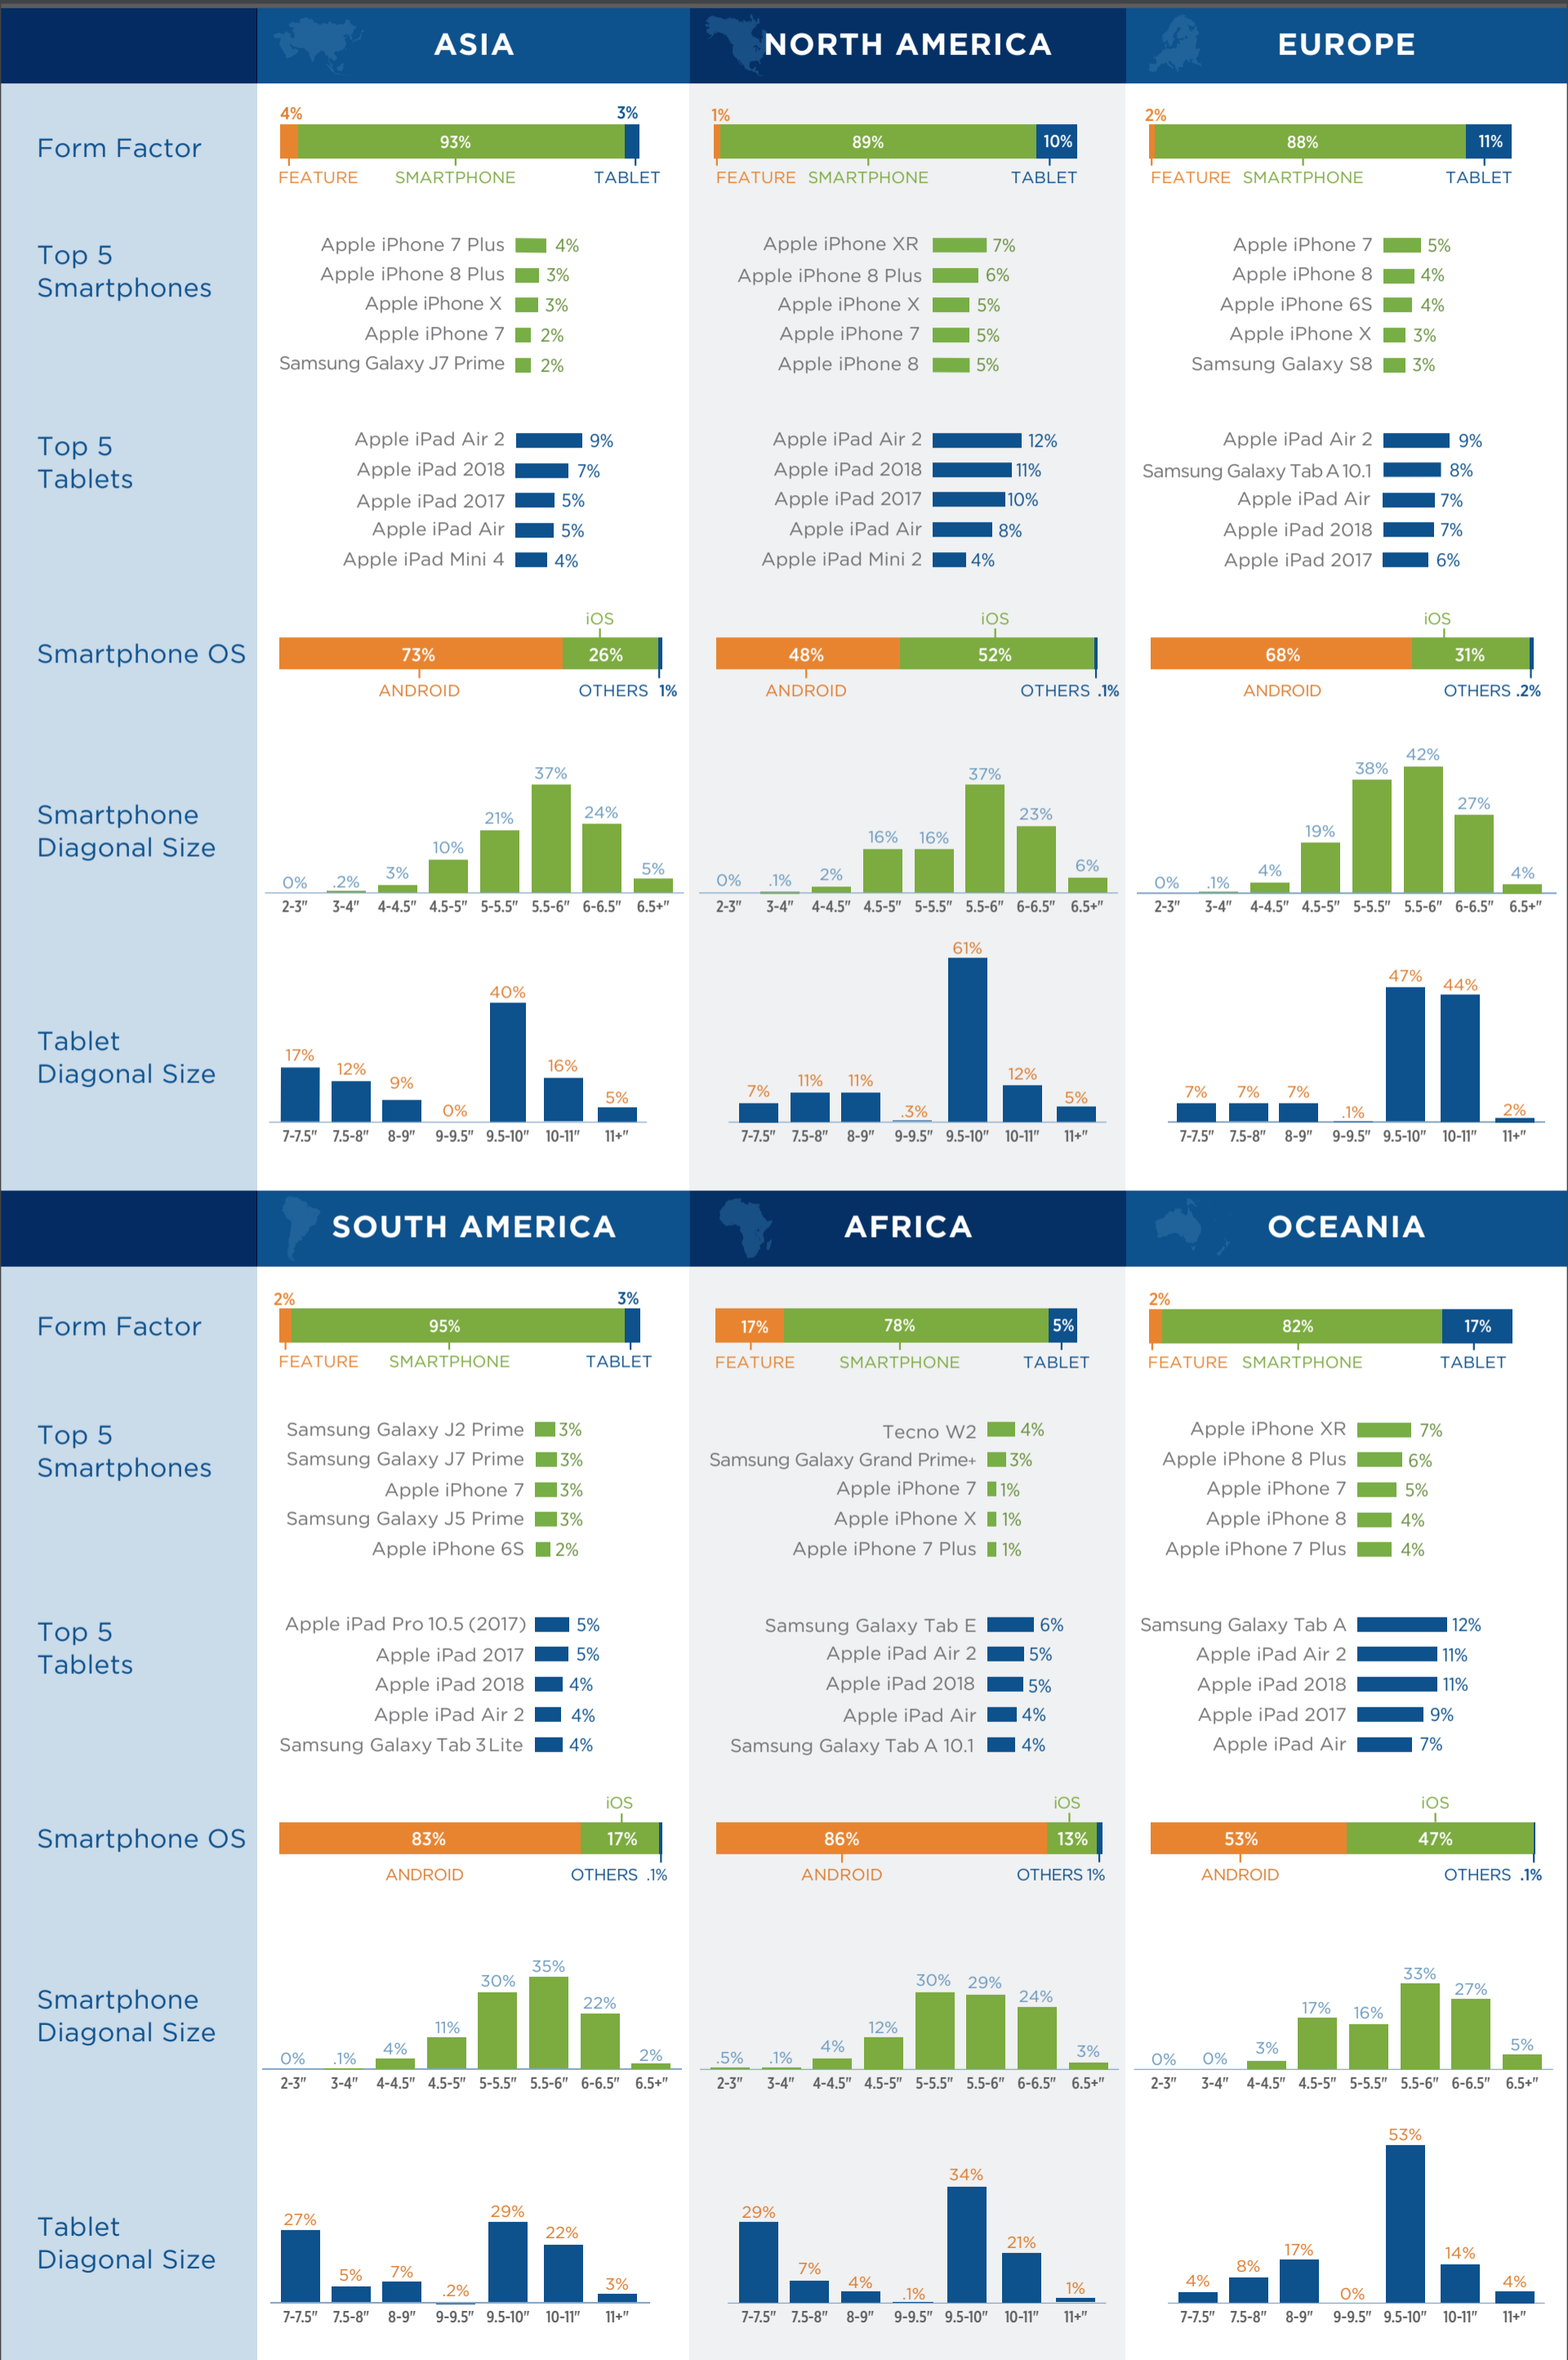 ASIA
NORTH AMERICA
EUROPE
Form Factor
4%
3%
93%
FEATURE SMARTPHONE TABLET
1%
89%
10%
FEATURE SMARTPHONE TABLET
2%
88%
11%
FEATURE SMARTPHONE TABLET
Top 5
Smartphones
Apple iPhone 7 Plus 4%
Apple iPhone 8 Plus 3%
Apple iPhone X 3%
Apple iPhone 7 2%
Samsung Galaxy J7 Prime 2%
Apple iPhone XR 7%
Apple iPhone 8 Plus 6%
Apple iPhone X 5%
Apple iPhone 7 5%
Apple iPhone 8 5%
Apple iPhone 7 5%
Apple iPhone 8 4%
Apple iPhone 6S 4%
Apple iPhone X 3%
Samsung Galaxy S8 3%
Top 5
Tablets
Apple iPad Air 2 9%
Apple iPad 2018 7%
Apple iPad 2017 5%
Apple iPad Air 5%
Apple iPad Mini 4 4%
Apple iPad Air 2 12%
Apple iPad 2018 11%
Apple iPad 2017 10%
Apple iPad Air 8%
Apple iPad Mini 2 4%
Apple iPad Air 2 9%
Samsung Galaxy Tab A 10.1 8%
Apple iPad Air 7%
Apple iPad 2018 7%
Apple iPad 2017 6%
Smartphone OS
iOS
73% 26%
ANDROID OTHERS 1%
iOS
48% 52%
ANDROID OTHERS .1%
iOS
68% 31%
ANDROID OTHERS .2%
Smartphone
Diagonal Size
0% .2% 3% 10% 21% 37% 24% 5%
2-3" 3-4" 4-4.5" 4.5-5" 5-5.5" 5.5-6" 6-6.5" 6.5+"
0% .1% 2% 16% 16% 37% 23% 6%
2-3" 3-4" 4-4.5" 4.5-5" 5-5.5" 5.5-6" 6-6.5" 6.5+"
0% .1% 4% 19% 38% 42% 27% 4%
2-3" 3-4" 4-4.5" 4.5-5" 5-5.5" 5.5-6" 6-6.5" 6.5+"
Tablet
Diagonal Size
17% 12% 9% 0% 40% 16% 5%
7-7.5" 7.5-8" 8-9" 9-9.5" 9.5-10" 10-11" 11+"
7% 11% 11% .3% 61% 12% 5%
7-7.5" 7.5-8" 8-9" 9-9.5" 9.5-10" 10-11" 11+"
7% 7% 7% .1% 47% 44% 2%
7-7.5" 7.5-8" 8-9" 9-9.5" 9.5-10" 10-11" 11+"
SOUTH AMERICA
AFRICA
OCEANIA
Form Factor
2%
3%
95%
FEATURE SMARTPHONE TABLET
17% 78% 5%
FEATURE SMARTPHONE TABLET
2%
82% 17%
FEATURE SMARTPHONE TABLET
Top 5
Smartphones
Samsung Galaxy J2 Prime 3%
Samsung Galaxy J7 Prime 3%
Apple iPhone 7 3%
Samsung Galaxy J5 Prime 3%
Apple iPhone 6S 2%
Tecno W2 4%
Samsung Galaxy Grand Prime+ 3%
Apple iPhone 7 1%
Apple iPhone X 1%
Apple iPhone 7 Plus 1%
Apple iPhone XR 7%
Apple iPhone 8 Plus 6%
Apple iPhone 7 5%
Apple iPhone 8 4%
Apple iPhone 7 Plus 4%
Top 5
Tablets
Apple iPad Pro 10.5 (2017) 5%
Apple iPad 2017 5%
Apple iPad 2018 4%
Apple iPad Air 2 4%
Samsung Galaxy Tab 3 Lite 4%
Samsung Galaxy Tab E 6%
Apple iPad Air 2 5%
Apple iPad 2018 5%
Apple iPad Air 4%
Samsung Galaxy Tab A 10.1 4%
Samsung Galaxy Tab A 12%
Apple iPad Air 2 11%
Apple iPad 2018 11%
Apple iPad 2017 9%
Apple iPad Air 7%
Smartphone OS
iOS
83% 17%
ANDROID OTHERS .1%
iOS
86% 13%
ANDROID OTHERS 1%
iOS
53% 47%
ANDROID OTHERS .1%
Smartphone
Diagonal Size
0% .1% 4% 11% 30% 35% 22% 2%
2-3" 3-4" 4-4.5" 4.5-5" 5-5.5" 5.5-6" 6-6.5" 6.5+"
.5% .1% 4% 12% 30% 29% 24% 3%
2-3" 3-4" 4-4.5" 4.5-5" 5-5.5" 5.5-6" 6-6.5" 6.5+"
0% 0% 3% 17% 16% 33% 27% 5%
2-3" 3-4" 4-4.5" 4.5-5" 5-5.5" 5.5-6" 6-6.5" 6.5+"
Tablet
Diagonal Size
27% 5% 7% .2% 29% 22% 3%
7-7.5" 7.5-8" 8-9" 9-9.5" 9.5-10" 10-11" 11+"
29% 7% 4% .1% 34% 21% 1%
7-7.5" 7.5-8" 8-9" 9-9.5" 9.5-10" 10-11" 11+"
4% 8% 17% 0% 53% 14% 4%
7-7.5" 7.5-8" 8-9" 9-9.5" 9.5-10" 10-11" 11+"